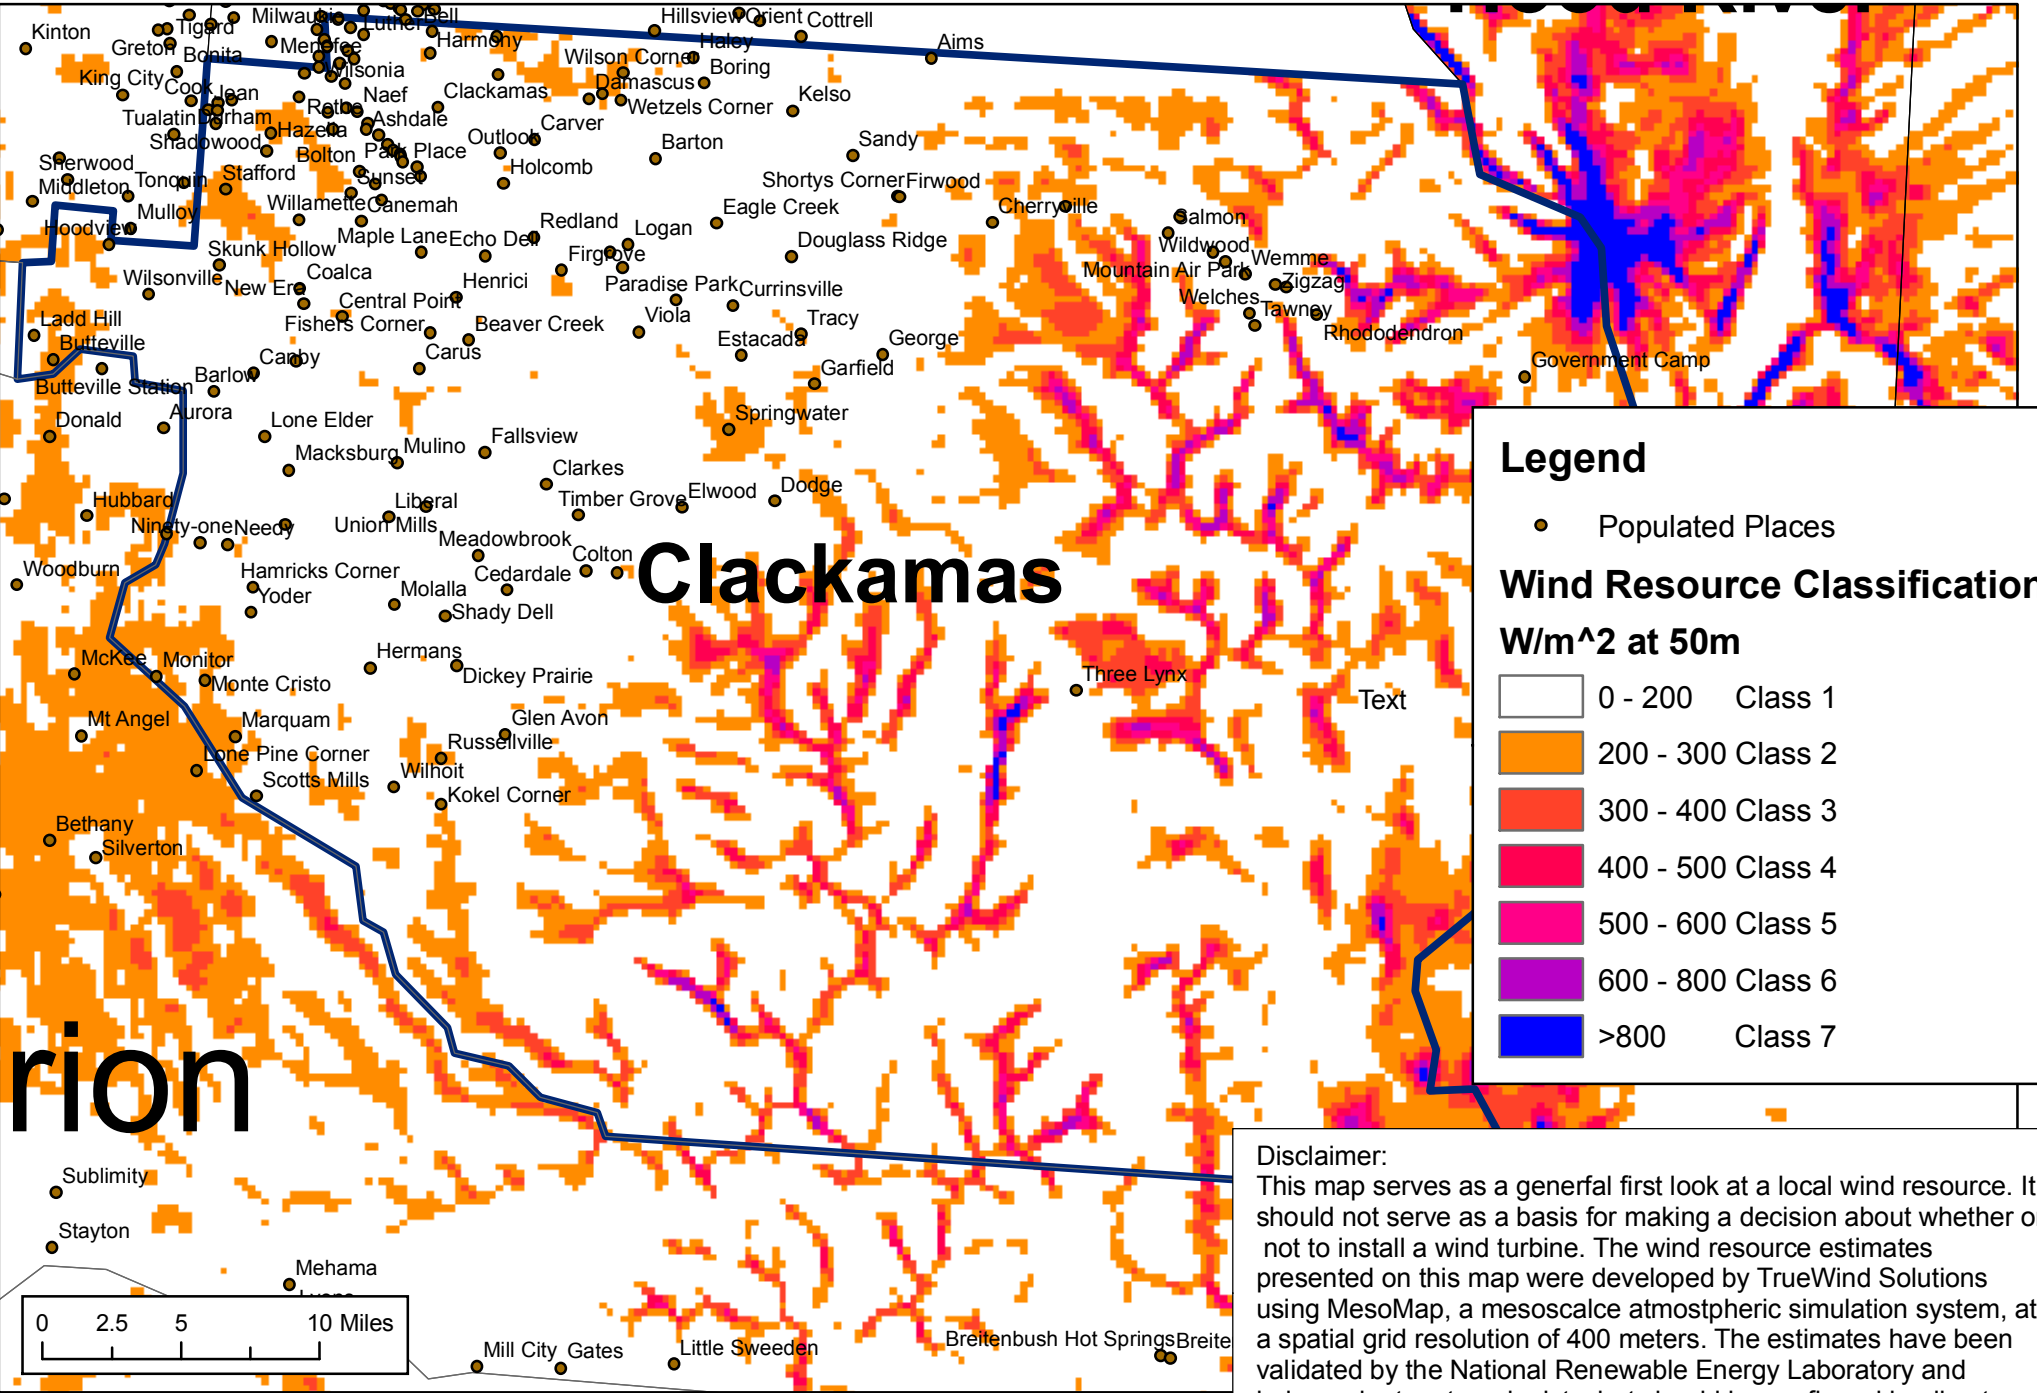 Hood River
Kinton
Tigard
Milwaukie
Luther
Bell
Hillsview
Orient
Cottrell
Greton
Bonita
Menefee
Harmony
Haley
Aims
King City
Cook
Jean
Wilsonia
Wilson Corner
Boring
Damascus
Naef
Clackamas
Kelso
Tualatin
Durham
Rothe
Ashdale
Wetzels Corner
Shadowood
Hazelia
Outlook
Carver
Sherwood
Bolton
Park Place
Barton
Sandy
Middleton
Tonquin
Stafford
Sunset
Holcomb
Shortys Corner
Firwood
Mulloy
Willamette
Canemah
Cherryville
Hoodview
Redland
Logan
Eagle Creek
Salmon
Skunk Hollow
Maple Lane
Echo Dell
Douglass Ridge
Wildwood
Firgrove
Wemme
Wilsonville
Coalca
Mountain Air Park
New Era
Henrici
Paradise Park
Currinsville
Zigzag
Central Point
Welches
Tawney
Ladd Hill
Fishers Corner
Beaver Creek
Viola
Tracy
Rhododendron
Butteville
Estacada
George
Canby
Carus
Garfield
Government Camp
Butteville Station
Barlow
Donald
Aurora
Lone Elder
Springwater
Macksburg
Mulino
Fallsview
Clarkes
Hubbard
Liberal
Timber Grove
Elwood
Dodge
Ninety-one
Needy
Union Mills
Meadowbrook
Woodburn
Hamricks Corner
Colton
Clackamas
Yoder
Molalla
Cedardale
Shady Dell
McKee
Monitor
Hermans
Monte Cristo
Dickey Prairie
Three Lynx
Text
Mt Angel
Marquam
Glen Avon
Lone Pine Corner
Russellville
Scotts Mills
Wilhoit
Kokel Corner
Bethany
Silverton
rion
Sublimity
Stayton
Mehama
Mill City
Gates
Little Sweeden
Breitenbush Hot Springs
Breite
0 2.5 5 10 Miles
Legend
Populated Places
Wind Resource Classification
W/m^2 at 50m
0 - 200 Class 1
200 - 300 Class 2
300 - 400 Class 3
400 - 500 Class 4
500 - 600 Class 5
600 - 800 Class 6
>800 Class 7
Disclaimer:
This map serves as a generfal first look at a local wind resource. It
should not serve as a basis for making a decision about whether or
not to install a wind turbine. The wind resource estimates
presented on this map were developed by TrueWind Solutions
using MesoMap, a mesoscalce atmostpheric simulation system, at
a spatial grid resolution of 400 meters. The estimates have been
validated by the National Renewable Energy Laboratory and